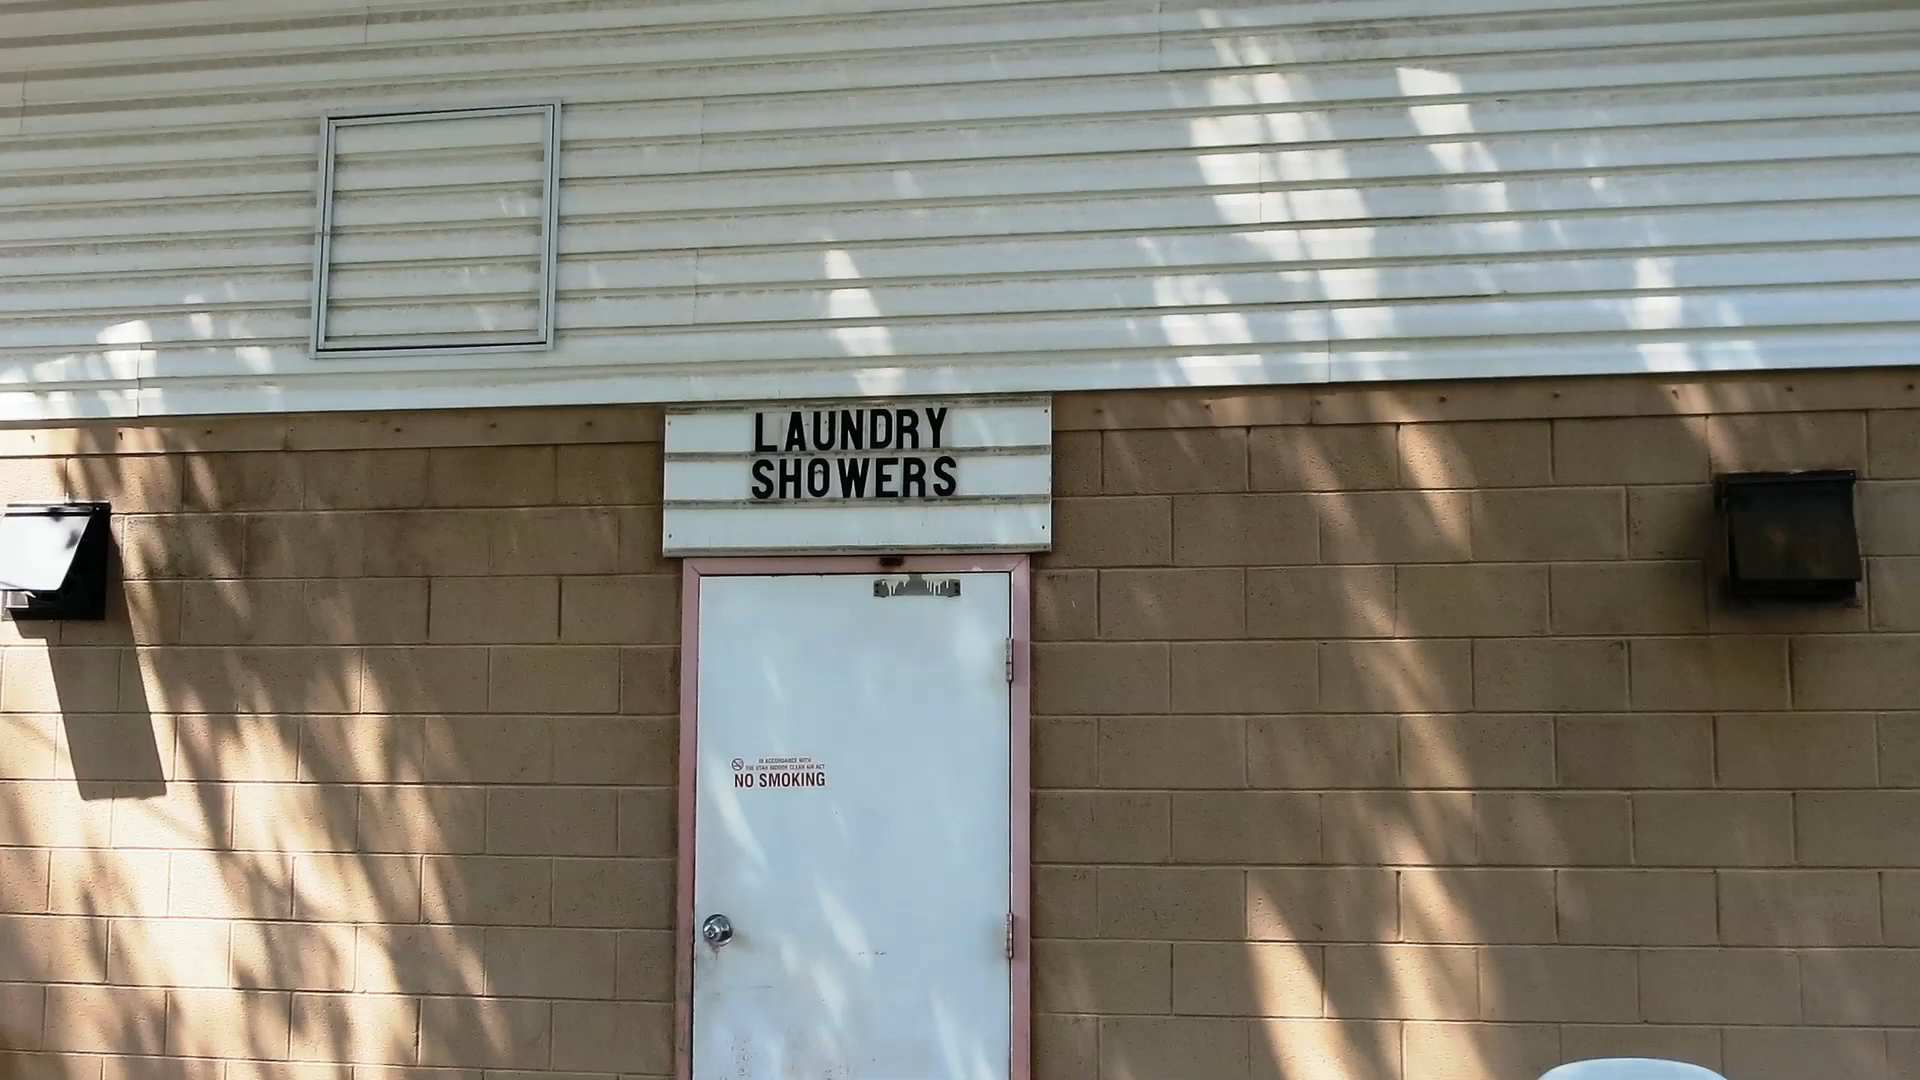 LAUNDRY
SHOWERS
IN ACCORDANCE WITH
THE UTAH INDOOR CLEAN AIR ACT
NO SMOKING